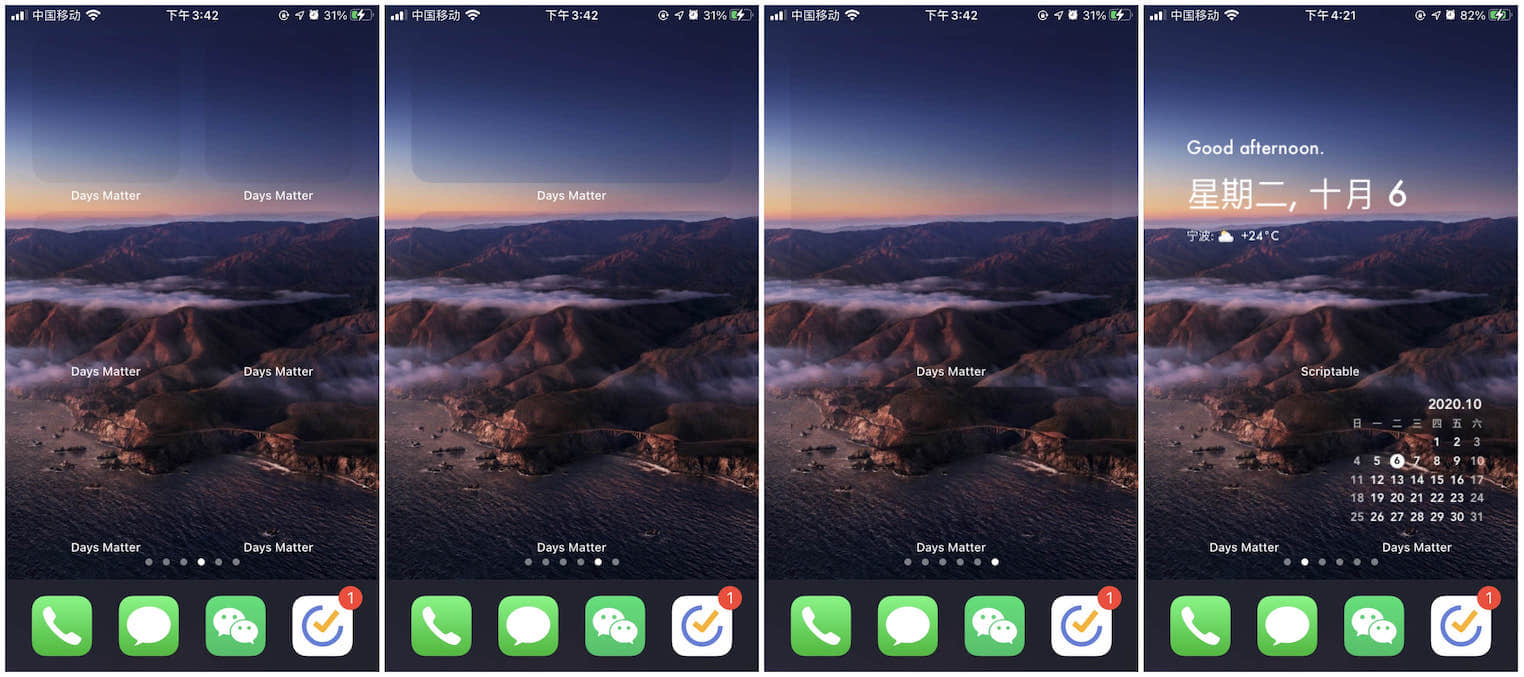 中国移动 下午3:42 31%
Days Matter Days Matter
Days Matter Days Matter
Days Matter Days Matter
1
中国移动 下午3:42 31%
Days Matter
Days Matter
1
中国移动 下午3:42 31%
Days Matter
Days Matter
1
中国移动 下午4:21 82%
Good afternoon.
星期二, 十月 6
宁波: +24°C
Scriptable
2020.10
日 一 二 三 四 五 六
1 2 3
4 5 6 7 8 9 10
11 12 13 14 15 16 17
18 19 20 21 22 23 24
25 26 27 28 29 30 31
Days Matter Days Matter
1